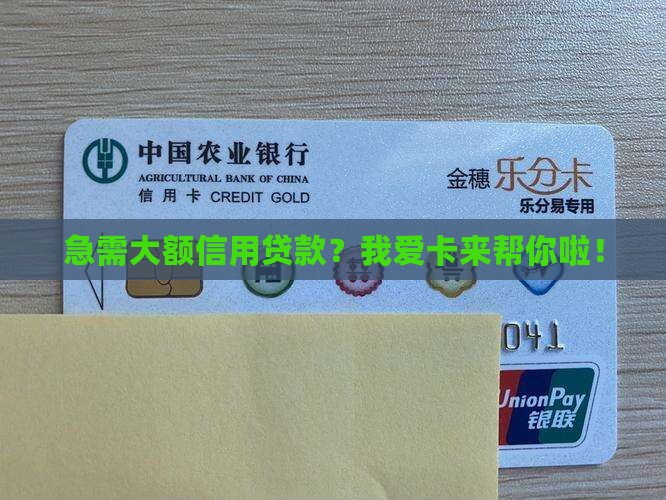 中国农业银行
AGRICULTURAL BANK OF CHINA
信用卡 CREDIT GOLD
金穗乐分卡
乐分易专用
急需大额信用贷款？我爱卡来帮你啦！
041
UnionPay
银联